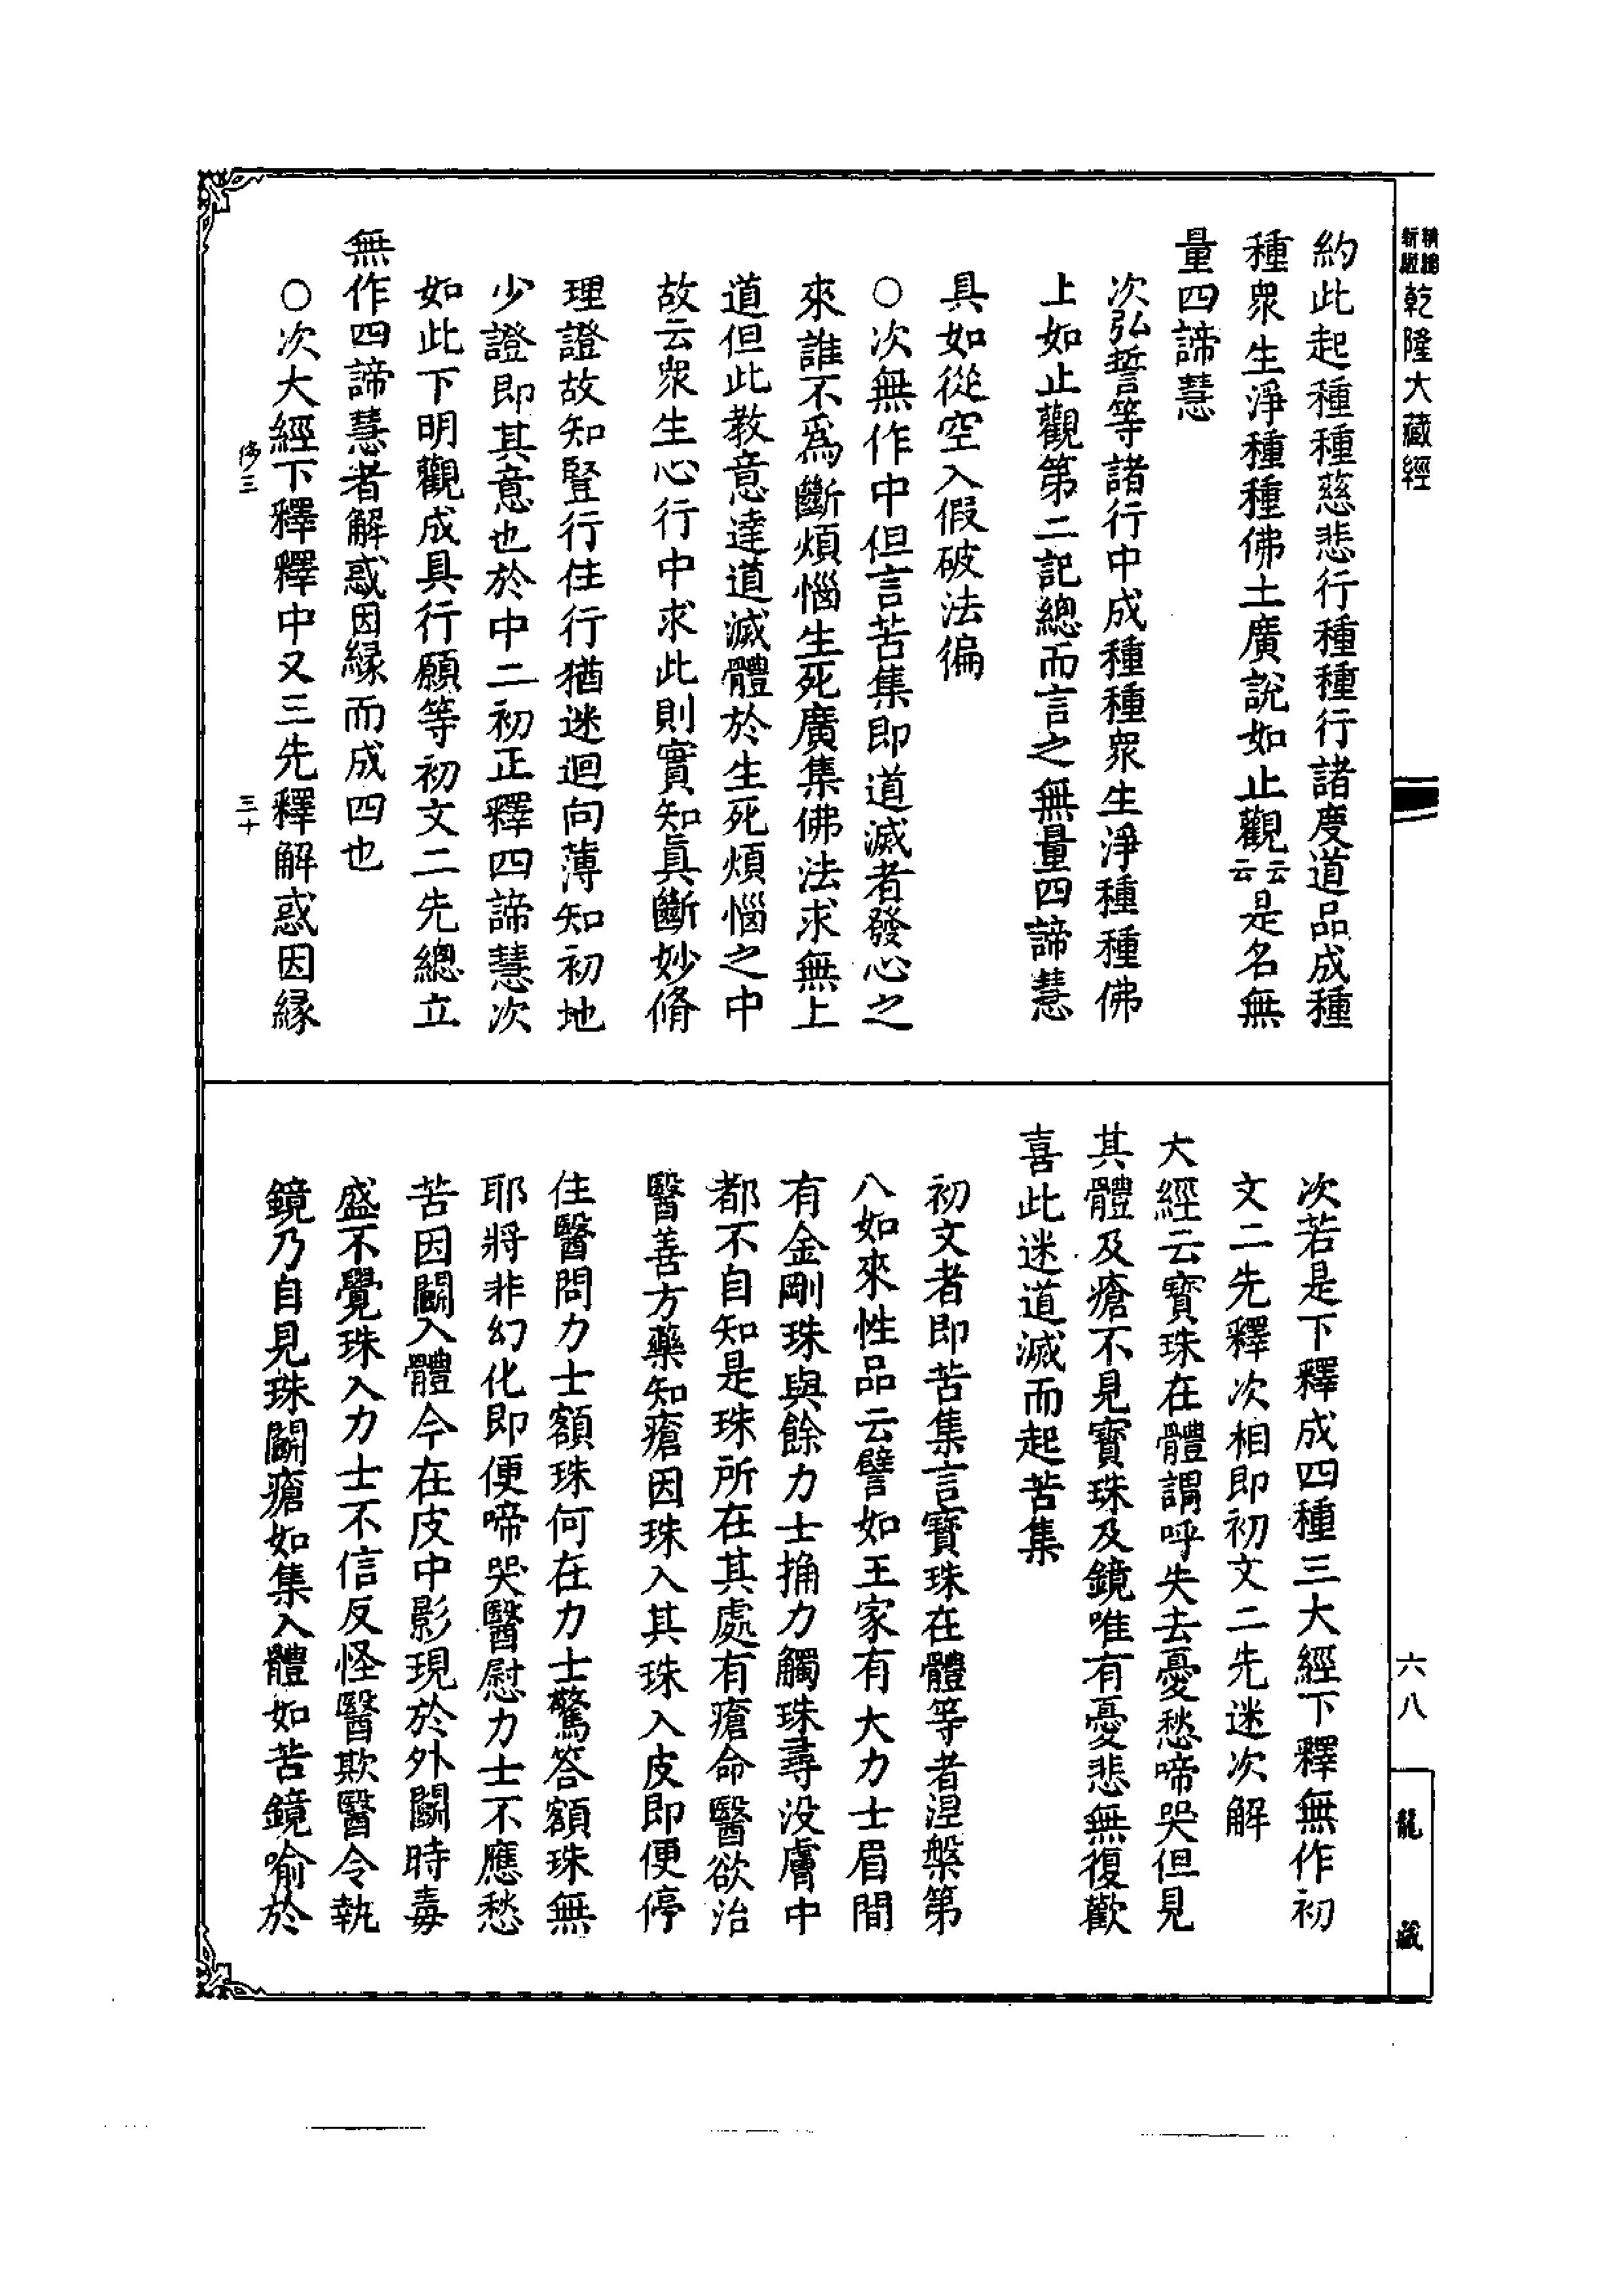 乾隆大藏經
約此起種種慈悲行種種行諸度道品成種
種衆生淨種種佛土廣說如止觀云云是名無
量四諦慧
次弘誓等諸行中成種種衆生淨種種佛
上如止觀第二記總而言之無量四諦慧
具如從空入假破法徧
○次無作中但言苦集即道滅者發心之
來誰不爲斷煩惱生死廣集佛法求無上
道但此教意達道滅體於生死煩惱之中
故云衆生心行中求此則實知眞斷妙脩
理證故知豎行住行猶迷迴向薄知初地
少證即其意也於中二初正釋四諦慧次
如此下明觀成具行願等初文二先總立
無作四諦慧者解惑因緣而成四也
○次大經下釋釋中又三先釋解惑因緣
三十
次若是下釋成四種三大經下釋無作初
文二先釋次相即初文二先迷次解
大經云寳珠在體謂呼失去憂愁啼哭但見
其體及瘡不見寳珠及鏡唯有憂悲無復歡
喜此迷道滅而起苦集
初文者即苦集言寳珠在體等者涅槃第
八如來性品云譬如王家有大力士眉間
有金剛珠與餘力士捔力觸珠尋没膚中
都不自知是珠所在其處有瘡命醫欲治
醫善方藥知瘡因珠入其珠入皮即便停
住醫問力士額珠何在力士驚答額珠無
耶將非幻化即便啼哭醫慰力士不應愁
苦因鬭入體今在皮中影現於外鬭時毒
盛不覺珠入力士不信反怪醫欺醫令執
鏡乃自見珠鬭瘡如集入體如苦鏡喻於
六八
龍藏